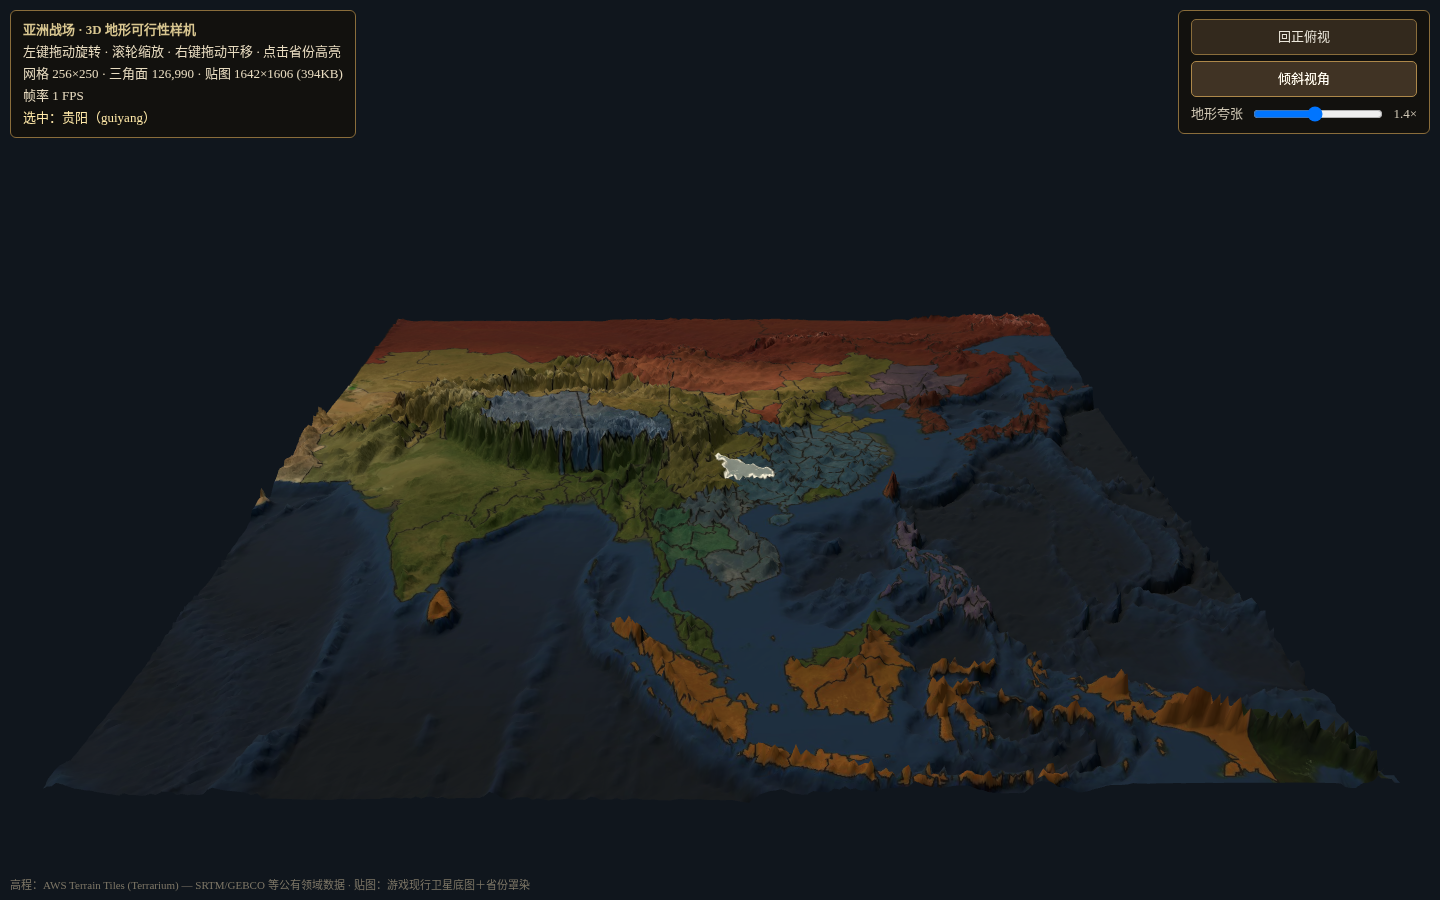 亚洲战场 · 3D 地形可行性样机
左键拖动旋转 · 滚轮缩放 · 右键拖动平移 · 点击省份高亮
网格 256×250 · 三角面 126,990 · 贴图 1642×1606 (394KB)
帧率 1 FPS
选中：贵阳（guiyang）
回正俯视
倾斜视角
地形夸张 1.4×
高程：AWS Terrain Tiles (Terrarium) — SRTM/GEBCO 等公有领域数据 · 贴图：游戏现行卫星底图＋省份罩染